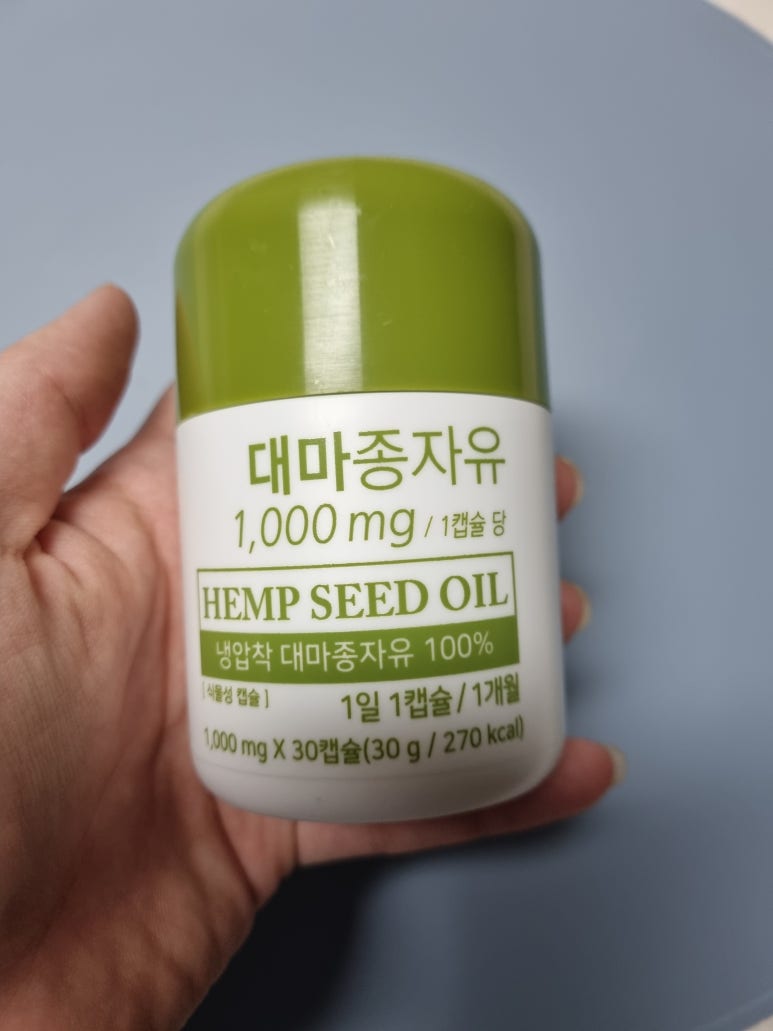 대마종자유
1,000 mg / 1캡슐 당
HEMP SEED OIL
냉압착 대마종자유 100%
[ 식물성 캡슐 ] 1일 1캡슐 / 1개월
1,000 mg X 30캡슐(30 g / 270 kcal)